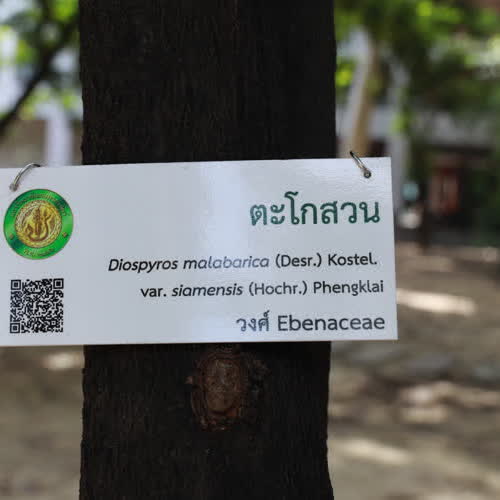 ตะโกสวน
Diospyros malabarica (Desr.) Kostel.
var. siamensis (Hochr.) Phengklai
วงศ์ Ebenaceae